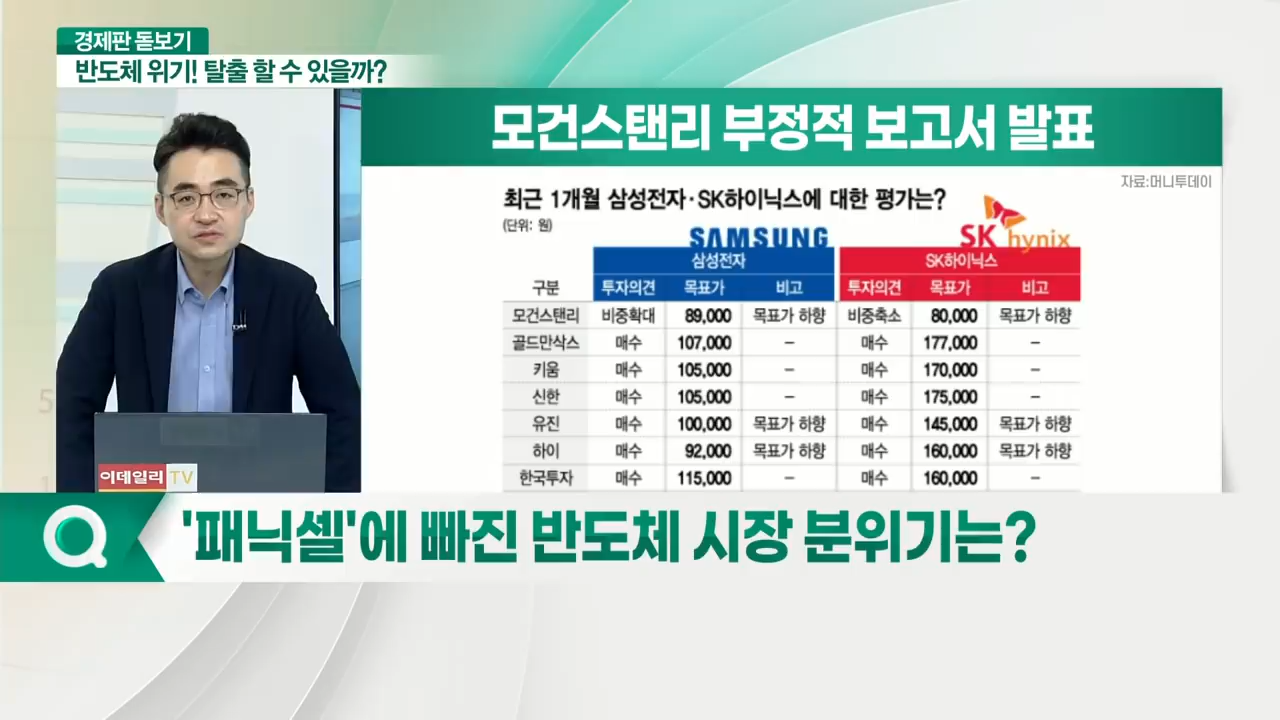 경제판 돋보기
반도체 위기! 탈출 할 수 있을까?
모건스탠리 부정적 보고서 발표
자료:머니투데이
최근 1개월 삼성전자·SK하이닉스에 대한 평가는?
(단위: 원)
SAMSUNG SK hynix
삼성전자 SK하이닉스
구분 투자의견 목표가 비고 투자의견 목표가 비고
모건스탠리 비중확대 89,000 목표가 하향 비중축소 80,000 목표가 하향
골드만삭스 매수 107,000 – 매수 177,000 –
키움 매수 105,000 – 매수 170,000 –
신한 매수 105,000 – 매수 175,000 –
유진 매수 100,000 목표가 하향 매수 145,000 목표가 하향
하이 매수 92,000 목표가 하향 매수 160,000 목표가 하향
한국투자 매수 115,000 – 매수 160,000 –
이데일리 TV
Q '패닉셀'에 빠진 반도체 시장 분위기는?